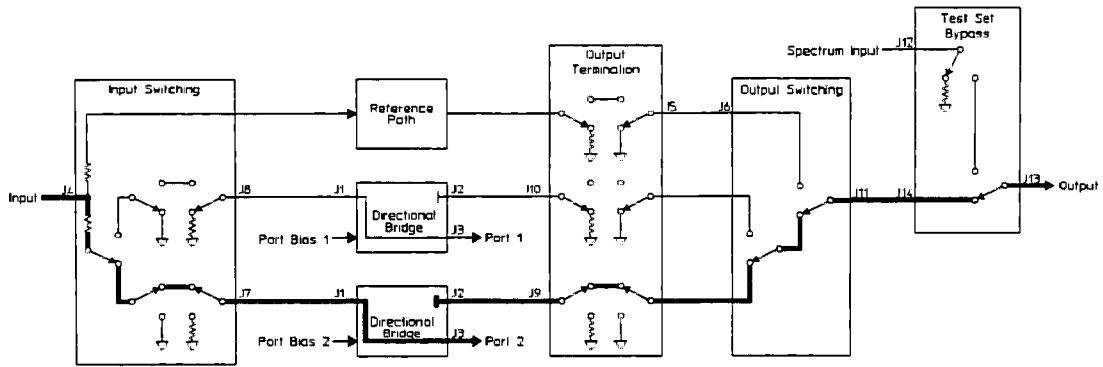 Test Set
Bypass
J12
Spectrum Input
Output
Termination
Input Switching
Output Switching
Reference
Path
J5
J6
Input
J4
J8
J1
J2
J10
J11
J14
J13
Output
Directional
Bridge
Port Bias 1
J3
Port 1
J7
J1
J2
J9
Directional
Bridge
Port Bias 2
J3
Port 2